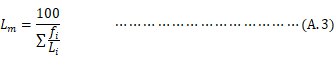 L_m = 100 / ∑ f_i/L_i ……………………………………(A.3)